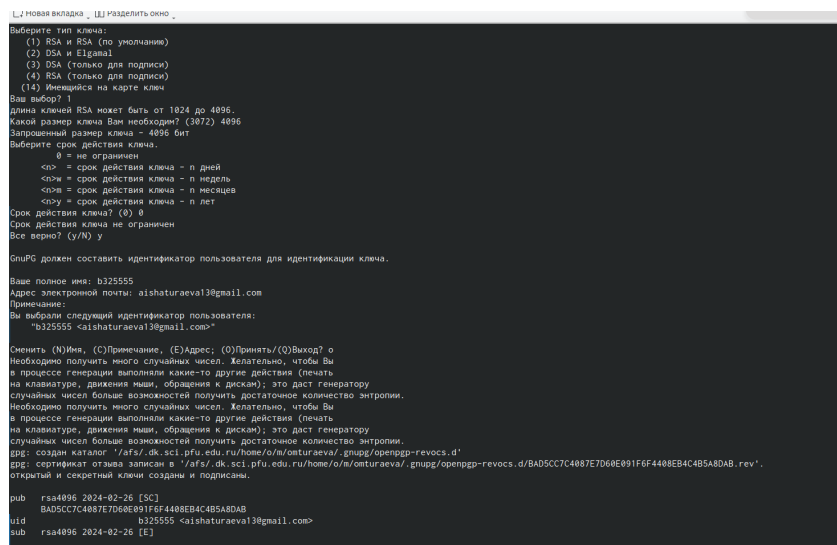 Новая вкладка Разделить окно
Выберите тип ключа:
(1) RSA и RSA (по умолчанию)
(2) DSA и Elgamal
(3) DSA (только для подписи)
(4) RSA (только для подписи)
(14) Имеющийся на карте ключ
Ваш выбор? 1
длина ключей RSA может быть от 1024 до 4096.
Какой размер ключа Вам необходим? (3072) 4096
Запрошенный размер ключа - 4096 бит
Выберите срок действия ключа.
0 = не ограничен
<n> = срок действия ключа - n дней
<n>w = срок действия ключа - n недель
<n>m = срок действия ключа - n месяцев
<n>y = срок действия ключа - n лет
Срок действия ключа? (0) 0
Срок действия ключа не ограничен
Все верно? (y/N) y
GnuPG должен составить идентификатор пользователя для идентификации ключа.
Ваше полное имя: b325555
Адрес электронной почты: aishaturaeva13@gmail.com
Примечание:
Вы выбрали следующий идентификатор пользователя:
"b325555 <aishaturaeva13@gmail.com>"
Сменить (N)Имя, (C)Примечание, (E)Адрес; (O)Принять/(Q)Выход? o
Необходимо получить много случайных чисел. Желательно, чтобы Вы
в процессе генерации выполняли какие-то другие действия (печать
на клавиатуре, движения мыши, обращения к дискам); это даст генератору
случайных чисел больше возможностей получить достаточное количество энтропии.
Необходимо получить много случайных чисел. Желательно, чтобы Вы
в процессе генерации выполняли какие-то другие действия (печать
на клавиатуре, движения мыши, обращения к дискам); это даст генератору
случайных чисел больше возможностей получить достаточное количество энтропии.
gpg: создан каталог '/afs/.dk.sci.pfu.edu.ru/home/o/m/omturaeva/.gnupg/openpgp-revocs.d'
gpg: сертификат отзыва записан в '/afs/.dk.sci.pfu.edu.ru/home/o/m/omturaeva/.gnupg/openpgp-revocs.d/BAD5CC7C4087E7D60E091F6F4408EB4C4B5A8DAB.rev'.
открытый и секретный ключи созданы и подписаны.
pub rsa4096 2024-02-26 [SC]
BAD5CC7C4087E7D60E091F6F4408EB4C4B5A8DAB
uid b325555 <aishaturaeva13@gmail.com>
sub rsa4096 2024-02-26 [E]